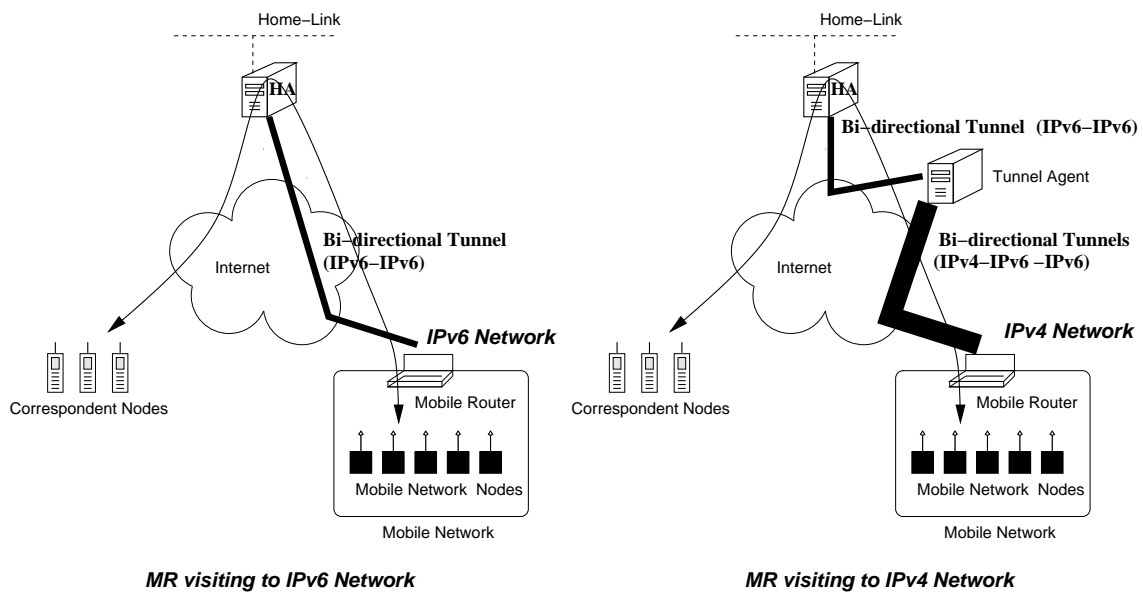 Home−Link
HA
Bi−directional Tunnel
(IPv6−IPv6)
Internet
IPv6 Network
Correspondent Nodes
Mobile Router
Mobile Network Nodes
Mobile Network
MR visiting to IPv6 Network
Home−Link
HA
Bi−directional Tunnel (IPv6−IPv6)
Tunnel Agent
Bi−directional Tunnels
(IPv4−IPv6 −IPv6)
Internet
IPv4 Network
Correspondent Nodes
Mobile Router
Mobile Network Nodes
Mobile Network
MR visiting to IPv4 Network